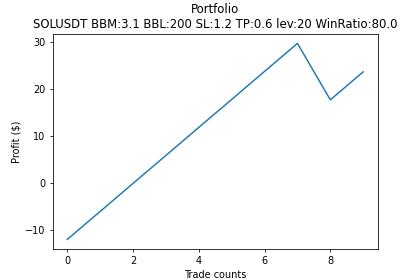 Portfolio
SOLUSDT BBM:3.1 BBL:200 SL:1.2 TP:0.6 lev:20 WinRatio:80.0
30
20
10
0
−10
Profit ($)
0
2
4
6
8
Trade counts